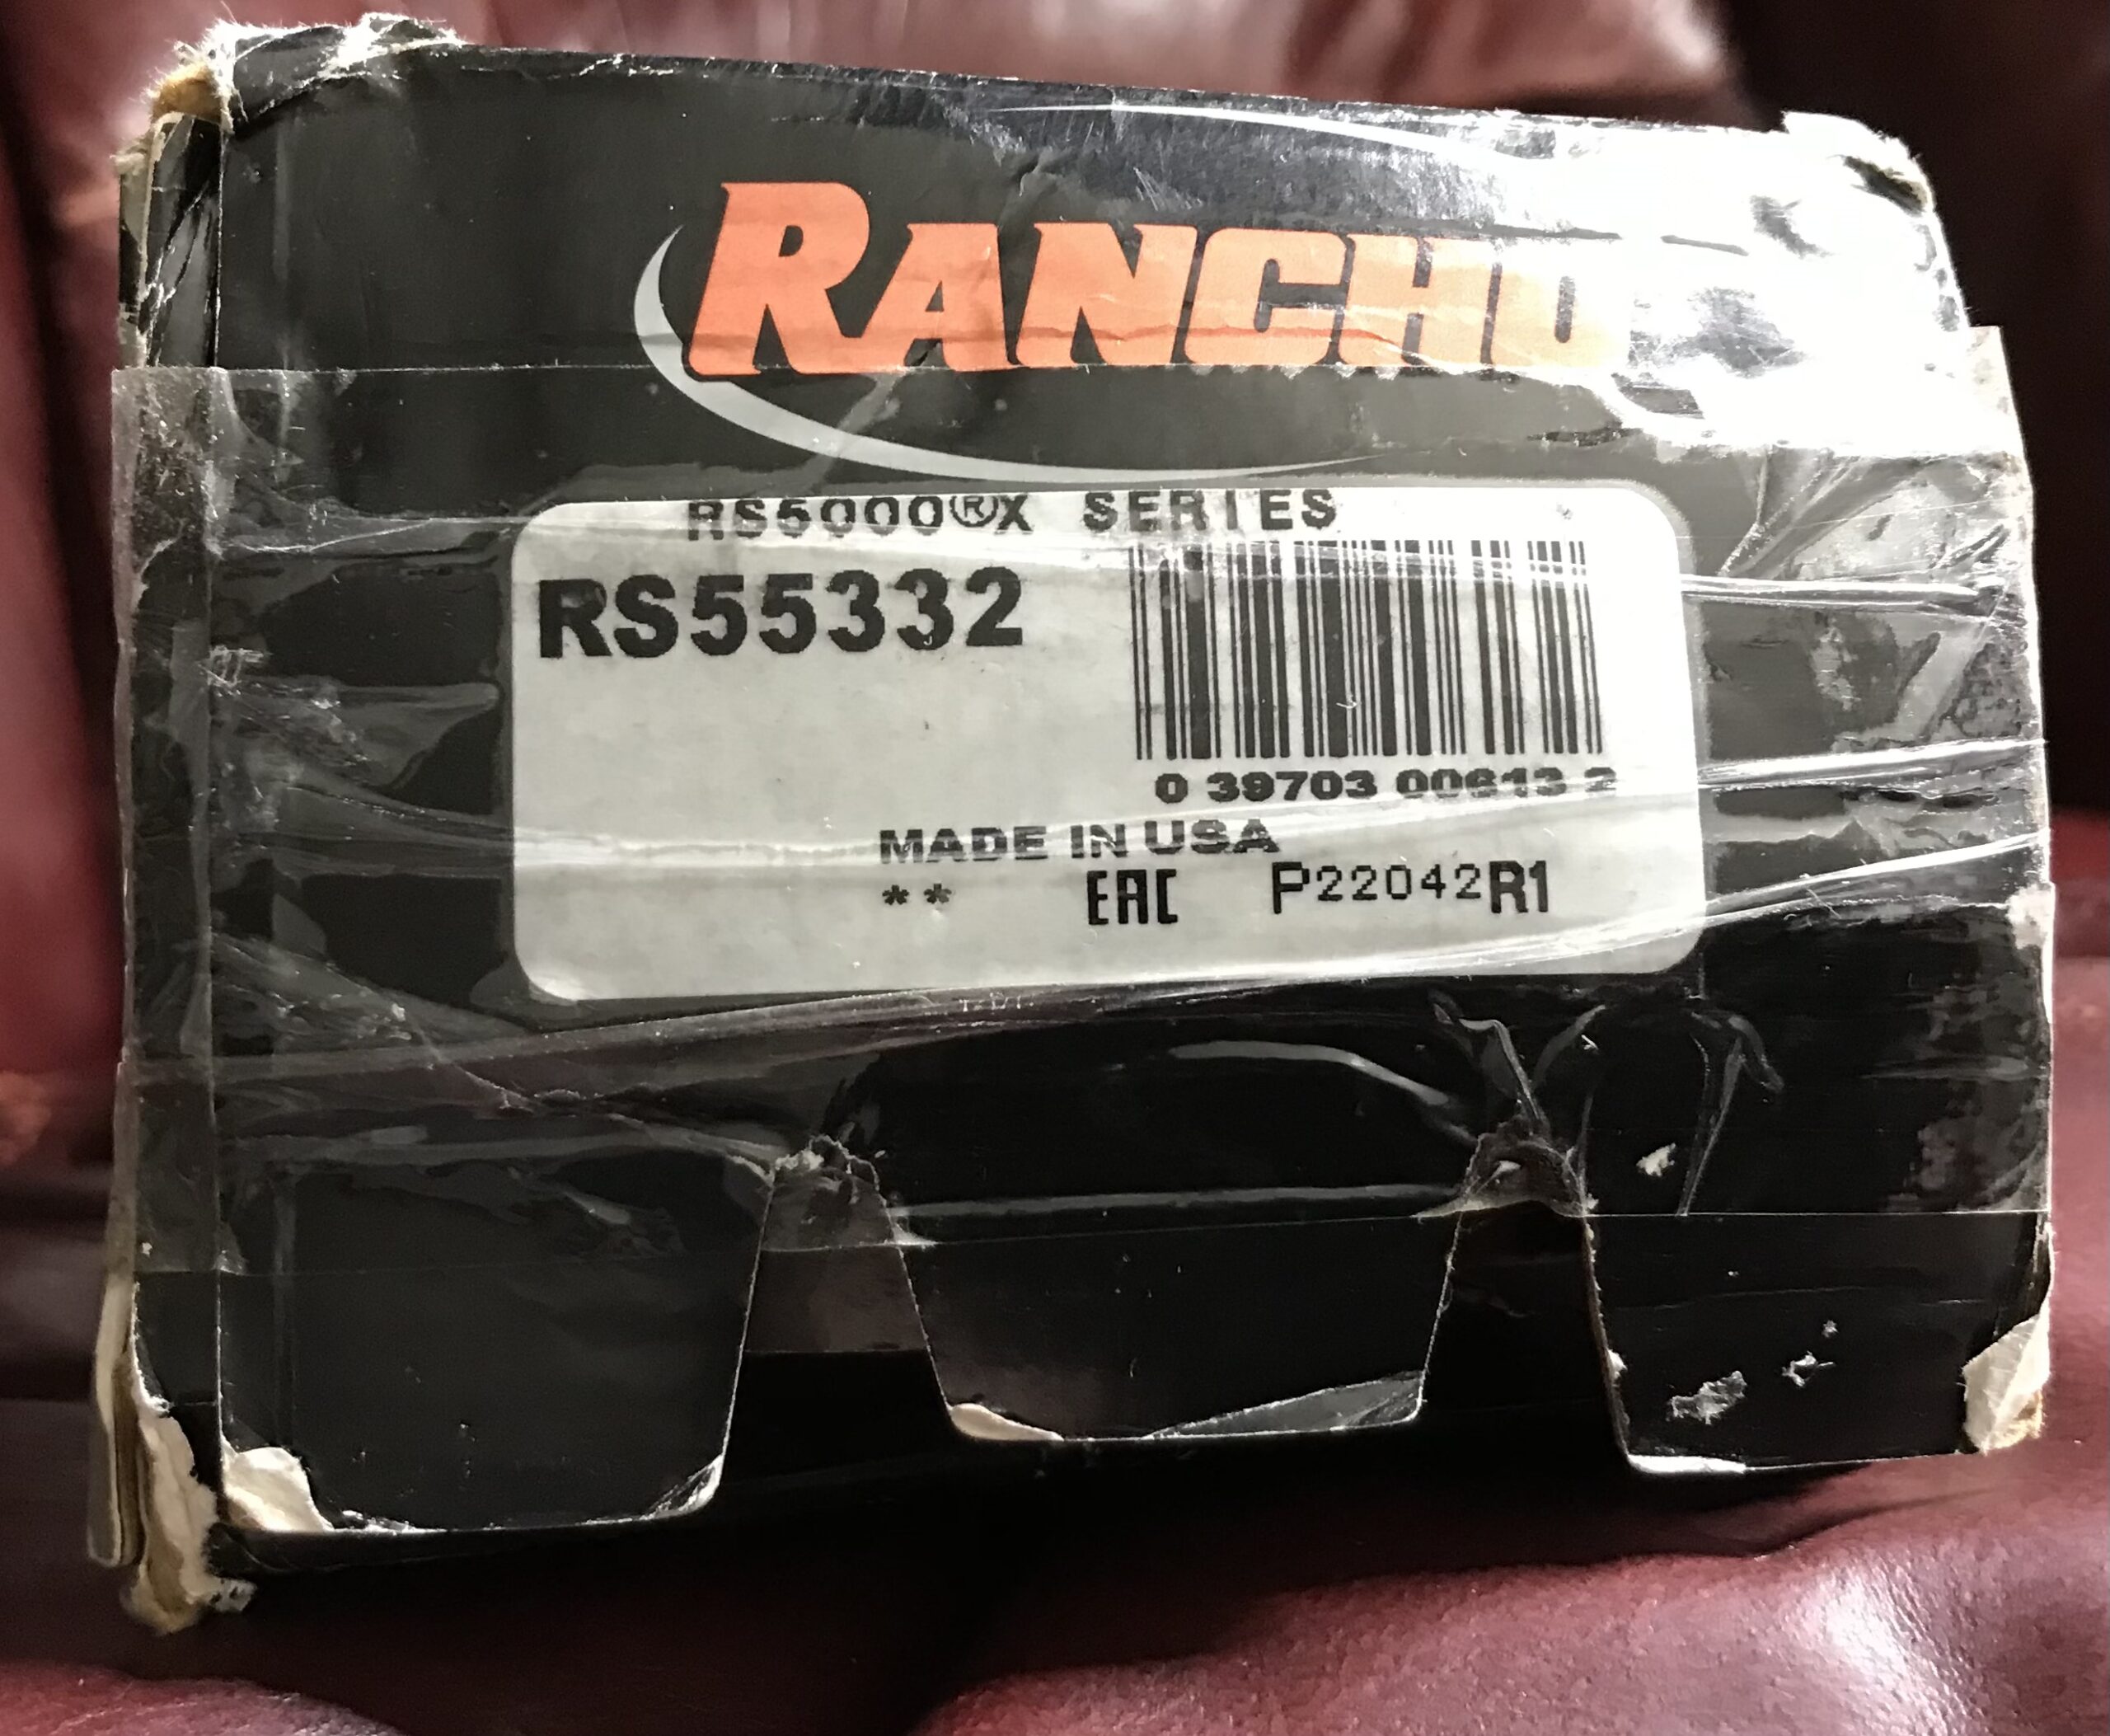 RANCHO
RS5000®X SERIES
RS55332
0 39703 00613 2
MADE IN USA
** EAC P22042R1